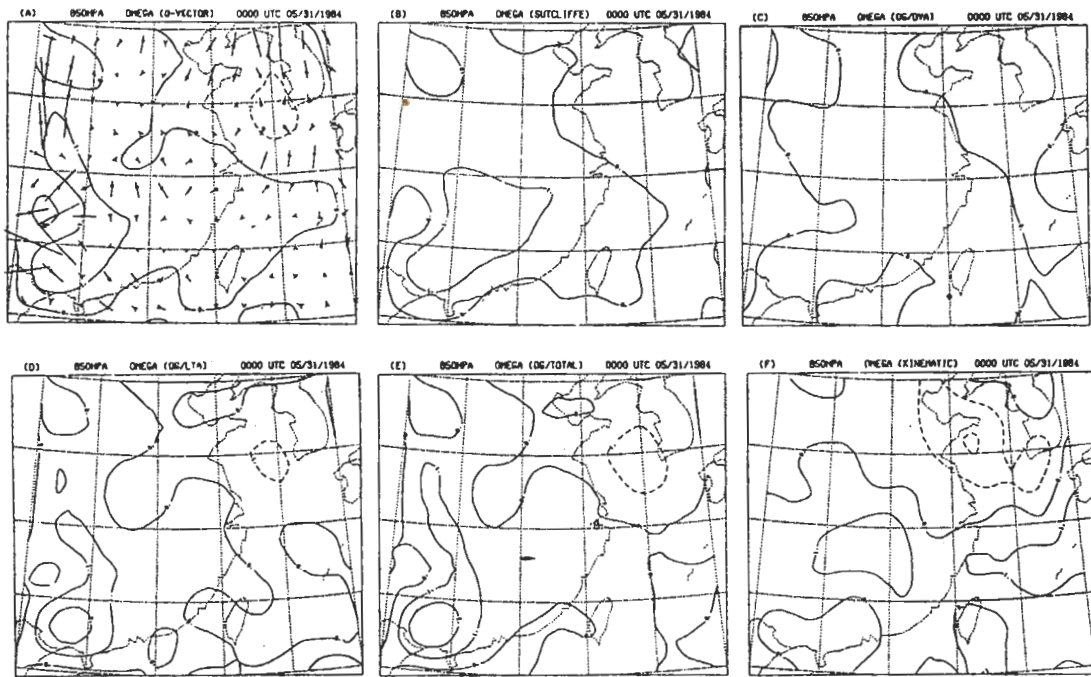 (A) 850HPA OMEGA (Q-VECTOR) 0000 UTC 05/31/1984
(B) 850HPA OMEGA (SUTCLIFFE) 0000 UTC 05/31/1984
(C) 850HPA OMEGA (QG/DVA) 0000 UTC 05/31/1984
(D) 850HPA OMEGA (QG/LTA) 0000 UTC 05/31/1984
(E) 850HPA OMEGA (QG/TOTAL) 0000 UTC 05/31/1984
(F) 850HPA OMEGA (KINEMATIC) 0000 UTC 05/31/1984